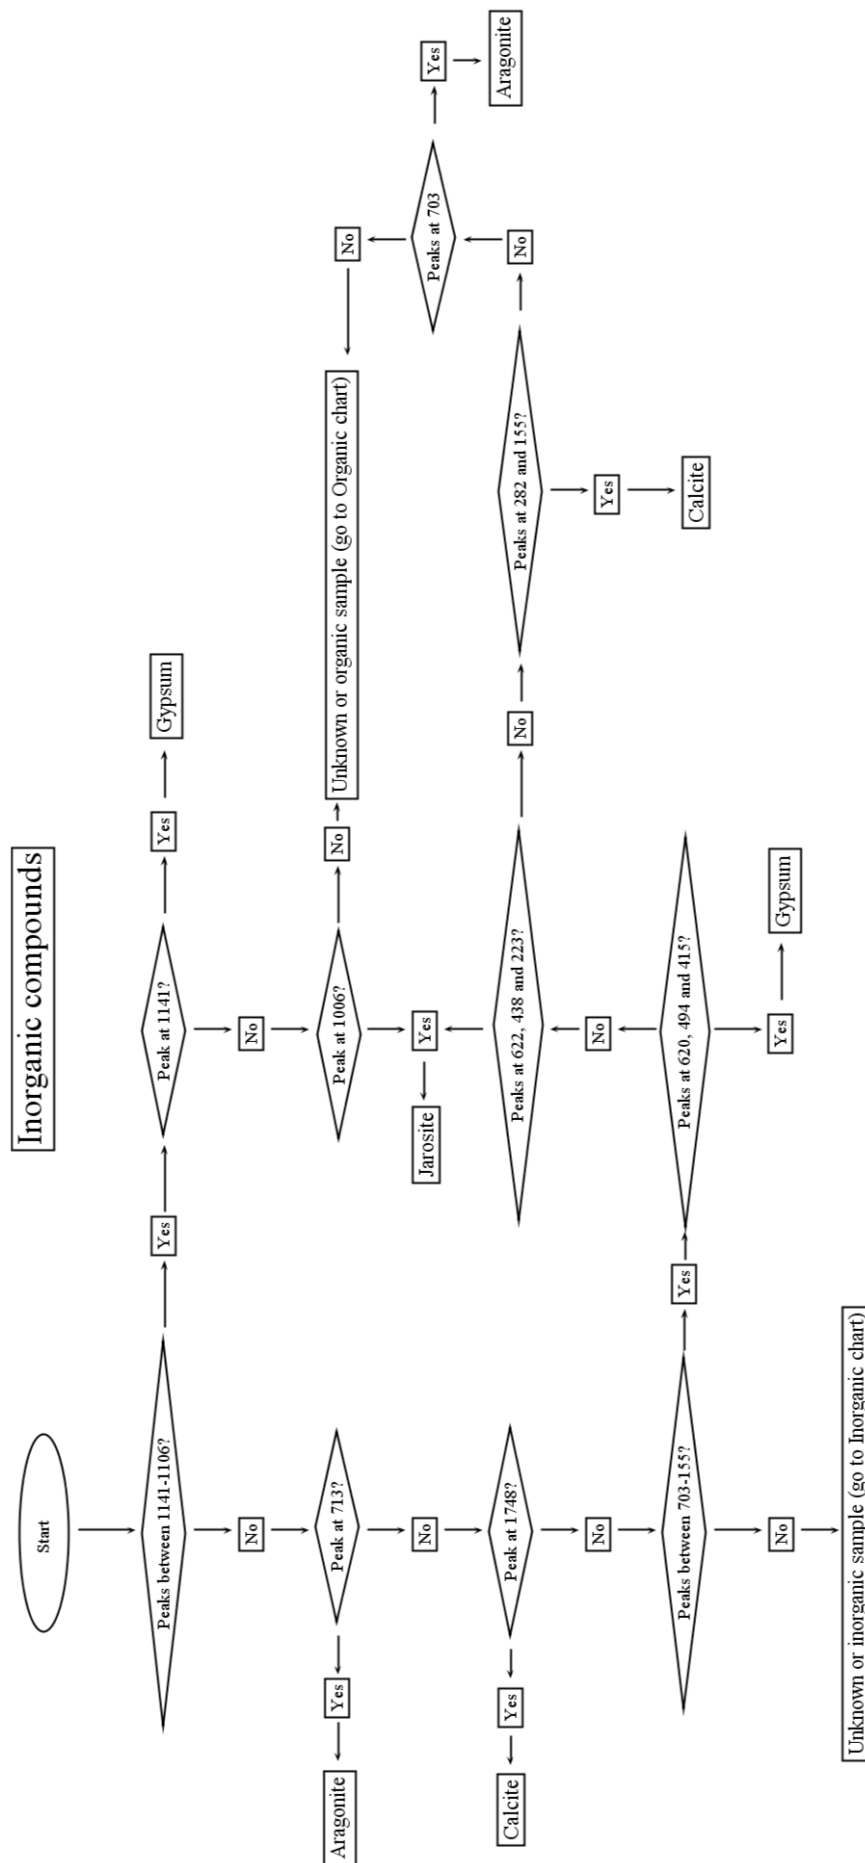 Inorganic compounds
Start
Peaks between 1141-1106?
Yes
Peak at 1141?
Yes
Gypsum
No
No
Peak at 713?
Yes
Aragonite
Peak at 1006?
No
Unknown or organic sample (go to Organic chart)
No
Peaks at 703
Yes
Aragonite
No
Yes
Jarosite
Peak at 1748?
Yes
Calcite
Peaks at 622, 438 and 223?
No
Peaks at 282 and 155?
No
Yes
Calcite
No
No
Peaks between 703-155?
Yes
Peaks at 620, 494 and 415?
Yes
Gypsum
No
Unknown or inorganic sample (go to Inorganic chart)